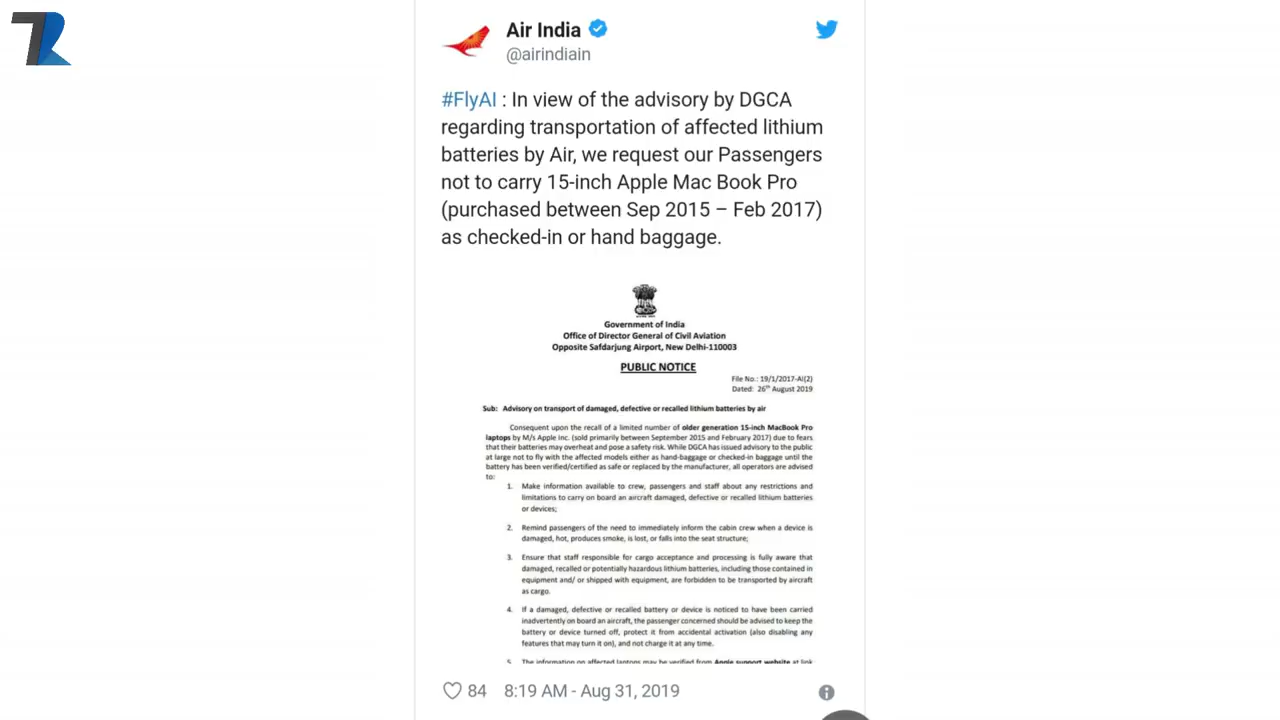 Air India
@airindiain
#FlyAI : In view of the advisory by DGCA
regarding transportation of affected lithium
batteries by Air, we request our Passengers
not to carry 15-inch Apple Mac Book Pro
(purchased between Sep 2015 – Feb 2017)
as checked-in or hand baggage.
Government of India
Office of Director General of Civil Aviation
Opposite Safdarjung Airport, New Delhi-110003
PUBLIC NOTICE
File No.: 19/1/2017-AI(2)
Dated: 26th August 2019
Sub: Advisory on transport of damaged, defective or recalled lithium batteries by air
Consequent upon the recall of a limited number of older generation 15-inch MacBook Pro
laptops by M/s Apple inc. (sold primarily between September 2015 and February 2017) due to fears
that their batteries may overheat and pose a safety risk. While DGCA has issued advisory to the public
at large not to fly with the affected models either as hand-baggage or checked-in baggage until the
battery has been verified/certified as safe or replaced by the manufacturer, all operators are advised
to:
1. Make information available to crew, passengers and staff about any restrictions and
limitations to carry on board an aircraft damaged, defective or recalled lithium batteries
or devices;
2. Remind passengers of the need to immediately inform the cabin crew when a device is
damaged, hot, produces smoke, is lost, or falls into the seat structure;
3. Ensure that staff responsible for cargo acceptance and processing is fully aware that
damaged, recalled or potentially hazardous lithium batteries, including those contained in
equipment and/ or shipped with equipment, are forbidden to be transported by aircraft
as cargo.
4. If a damaged, defective or recalled battery or device is noticed to have been carried
inadvertently on board an aircraft, the passenger concerned should be advised to keep the
battery or device turned off, protect it from accidental activation (also disabling any
features that may turn it on), and not charge it at any time.
5. The information on affected laptops may be verified from Apple support website at link
84 8:19 AM - Aug 31, 2019